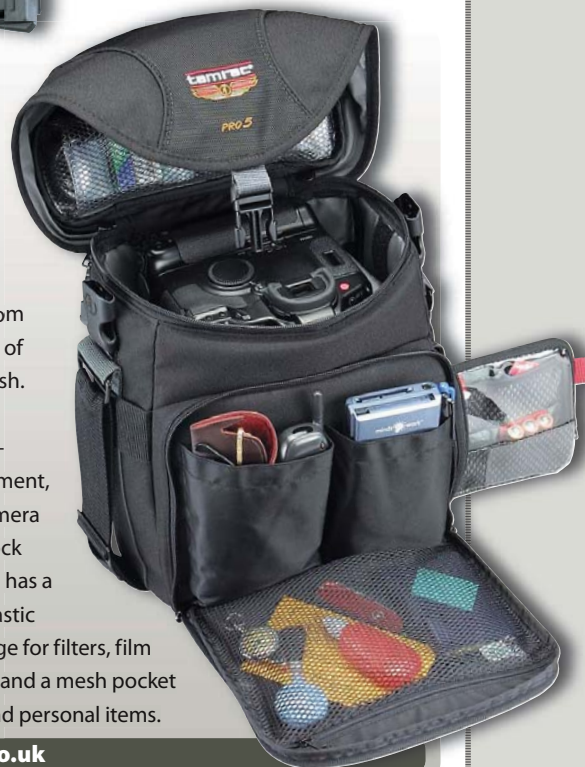 tamrac
PRO 5
om
of
sh.
-
ment,
mera
ck
has a
astic
ge for filters, film
and a mesh pocket
nd personal items.
o.uk